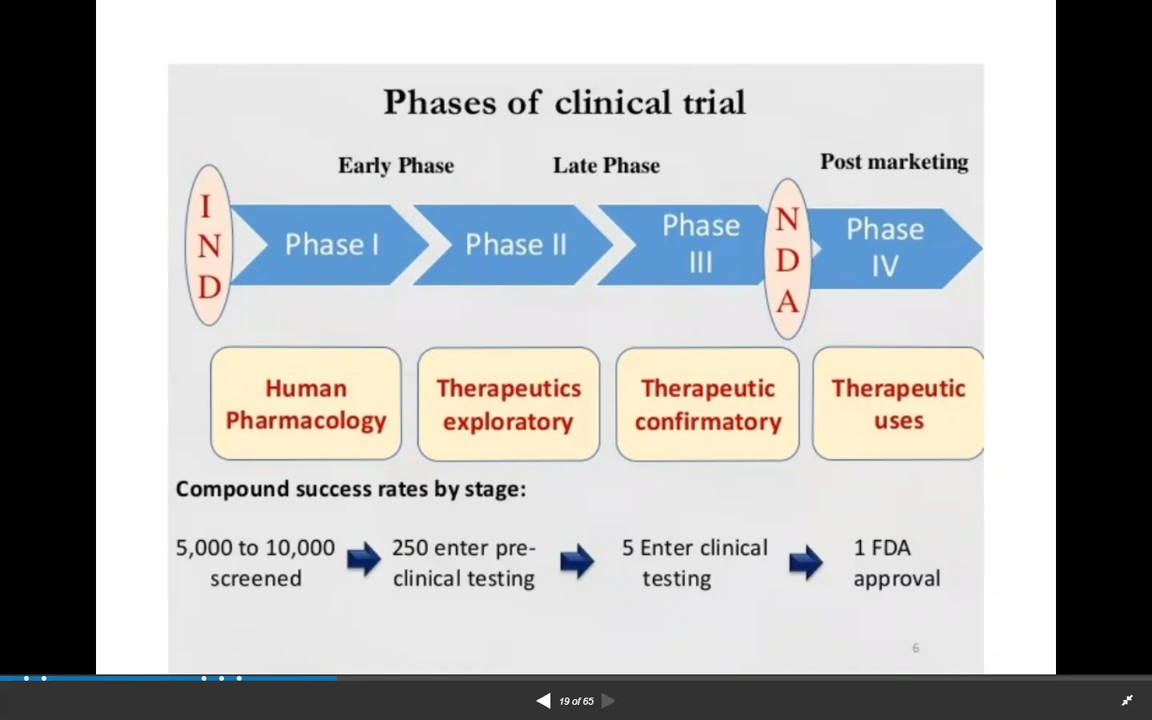 Phases of clinical trial
Early Phase
Late Phase
Post marketing
I
N
D
Phase I
Phase II
Phase
III
N
D
A
Phase
IV
Human
Pharmacology
Therapeutics
exploratory
Therapeutic
confirmatory
Therapeutic
uses
Compound success rates by stage:
5,000 to 10,000
screened
250 enter pre-
clinical testing
5 Enter clinical
testing
1 FDA
approval
6
19 of 65